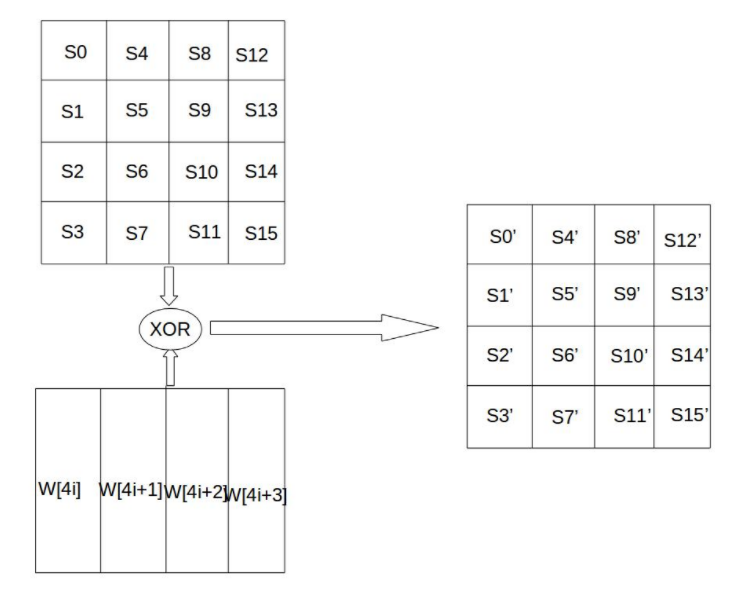 S0 S4 S8 S12
S1 S5 S9 S13
S2 S6 S10 S14
S3 S7 S11 S15
XOR
W[4i] W[4i+1] W[4i+2] W[4i+3]
S0’ S4’ S8’ S12’
S1’ S5’ S9’ S13’
S2’ S6’ S10’ S14’
S3’ S7’ S11’ S15’